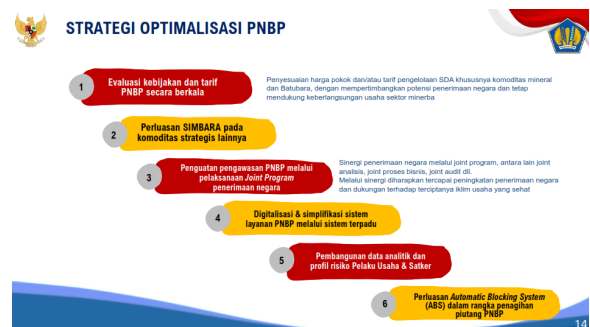 STRATEGI OPTIMALISASI PNBP
1
Evaluasi kebijakan dan tarif
PNBP secara berkala
Penyesuaian harga pokok dan/atau tarif pengelolaan SDA khususnya komoditas mineral
dan Batubara, dengan mempertimbangkan potensi penerimaan negara dan tetap
mendukung keberlangsungan usaha sektor minerba
2
Perluasan SIMBARA pada
komoditas strategis lainnya
3
Penguatan pengawasan PNBP melalui
pelaksanaan Joint Program
penerimaan negara
Sinergi penerimaan negara melalui joint program, antara lain joint
analisis, joint proses bisnis, joint audit dll.
Melalui sinergi diharapkan tercapai peningkatan penerimaan negara
dan dukungan terhadap terciptanya iklim usaha yang sehat
4
Digitalisasi & simplifikasi sistem
layanan PNBP melalui sistem terpadu
5
Pembangunan data analitik dan
profil risiko Pelaku Usaha & Satker
6
Perluasan Automatic Blocking System
(ABS) dalam rangka penagihan
piutang PNBP
14